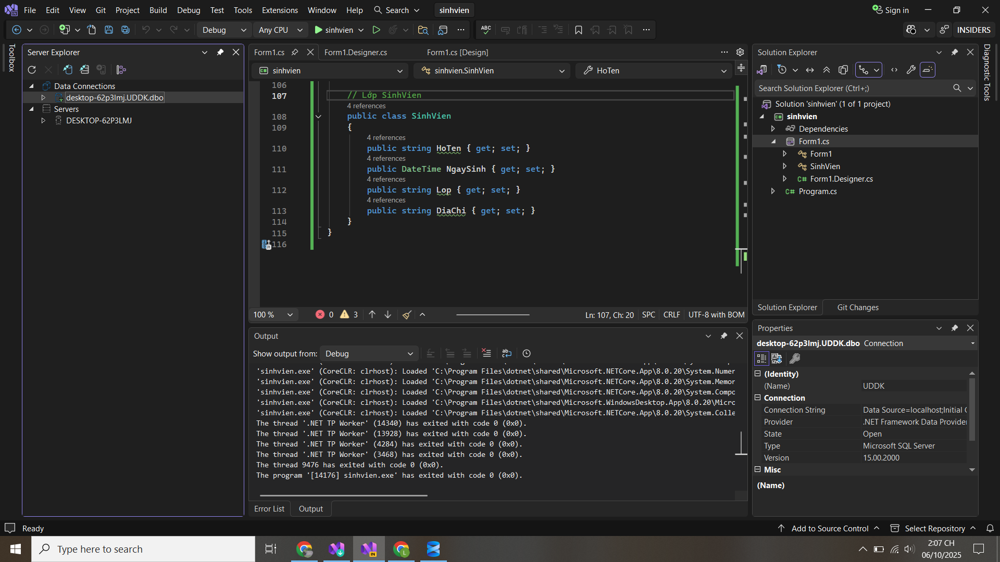 File Edit View Git Project Build Debug Test Tools Extensions Window Help Search sinhvien Sign in
Debug Any CPU sinhvien INSIDERS
Toolbox
Server Explorer
Data Connections
desktop-62p3lmj.UDDK.dbo
Servers
DESKTOP-62P3LMJ
Form1.cs Form1.Designer.cs Form1.cs [Design]
sinhvien sinhvien.SinhVien HoTen
106
107 // Lớp SinhVien
4 references
108 public class SinhVien
109 {
4 references
110 public string HoTen { get; set; }
4 references
111 public DateTime NgaySinh { get; set; }
4 references
112 public string Lop { get; set; }
4 references
113 public string DiaChi { get; set; }
114 }
115 }
116
100 % 0 3 Ln: 107, Ch: 20 SPC CRLF UTF-8 with BOM
Output
Show output from: Debug
'sinhvien.exe' (CoreCLR: clrhost): Loaded 'C:\Program Files\dotnet\shared\Microsoft.NETCore.App\8.0.20\System.Numer
'sinhvien.exe' (CoreCLR: clrhost): Loaded 'C:\Program Files\dotnet\shared\Microsoft.NETCore.App\8.0.20\System.Memor
'sinhvien.exe' (CoreCLR: clrhost): Loaded 'C:\Program Files\dotnet\shared\Microsoft.NETCore.App\8.0.20\System.Compo
'sinhvien.exe' (CoreCLR: clrhost): Loaded 'C:\Program Files\dotnet\shared\Microsoft.WindowsDesktop.App\8.0.20\Micro
'sinhvien.exe' (CoreCLR: clrhost): Loaded 'C:\Program Files\dotnet\shared\Microsoft.NETCore.App\8.0.20\System.Colle
The thread '.NET TP Worker' (14340) has exited with code 0 (0x0).
The thread '.NET TP Worker' (13928) has exited with code 0 (0x0).
The thread '.NET TP Worker' (4284) has exited with code 0 (0x0).
The thread '.NET TP Worker' (3468) has exited with code 0 (0x0).
The thread 9476 has exited with code 0 (0x0).
The program '[14176] sinhvien.exe' has exited with code 0 (0x0).
Error List Output
Solution Explorer
Search Solution Explorer (Ctrl+;)
Solution 'sinhvien' (1 of 1 project)
sinhvien
Dependencies
Form1.cs
Form1
SinhVien
C# Form1.Designer.cs
C# Program.cs
Solution Explorer Git Changes
Properties
desktop-62p3lmj.UDDK.dbo Connection
(Identity)
(Name) UDDK
Connection
Connection String Data Source=localhost;Initial
Provider .NET Framework Data Provider
State Open
Type Microsoft SQL Server
Version 15.00.2000
Misc
(Name)
Diagnostic Tools
Ready Add to Source Control Select Repository
Type here to search
2:07 CH
06/10/2025